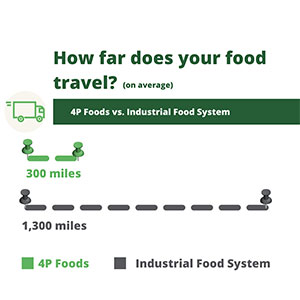 How far does your food
travel? (on average)
4P Foods vs. Industrial Food System
300 miles
1,300 miles
4P Foods
Industrial Food System